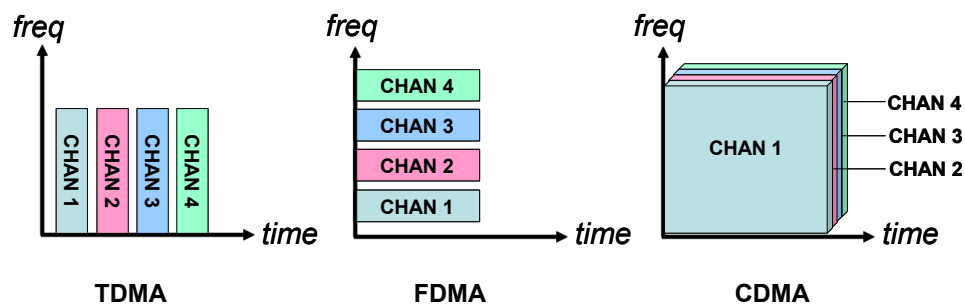 freq
CHAN 1
CHAN 2
CHAN 3
CHAN 4
time
TDMA
freq
CHAN 4
CHAN 3
CHAN 2
CHAN 1
time
FDMA
freq
CHAN 1
CHAN 4
CHAN 3
CHAN 2
time
CDMA